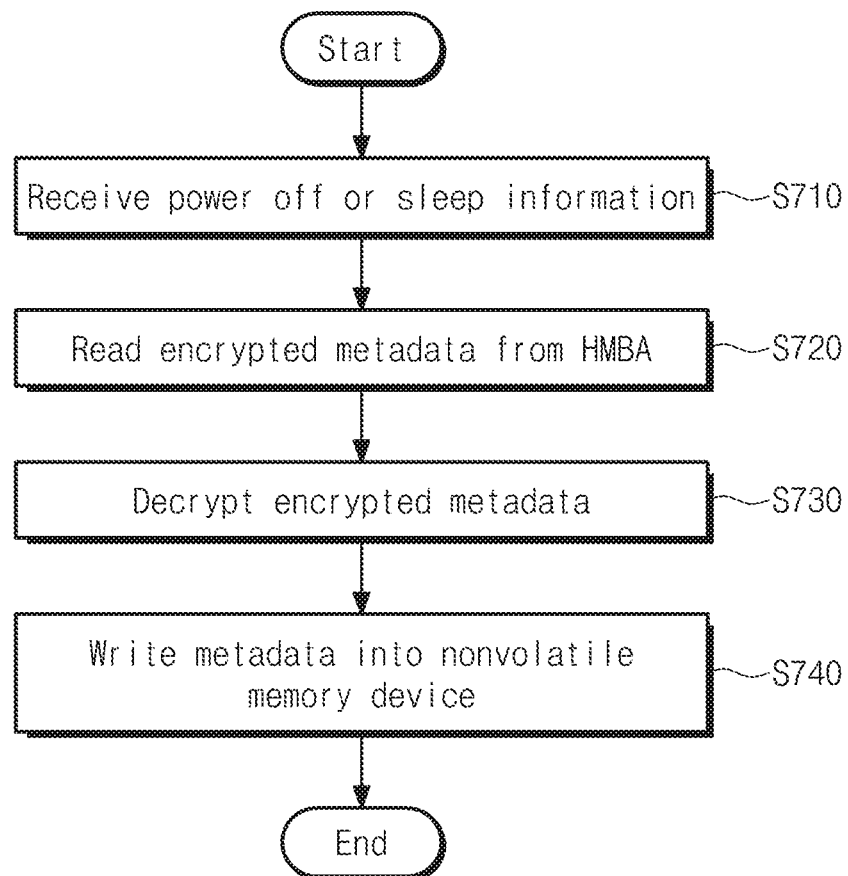 Start
Receive power off or sleep information
S710
Read encrypted metadata from HMBA
S720
Decrypt encrypted metadata
S730
Write metadata into nonvolatile
memory device
S740
End